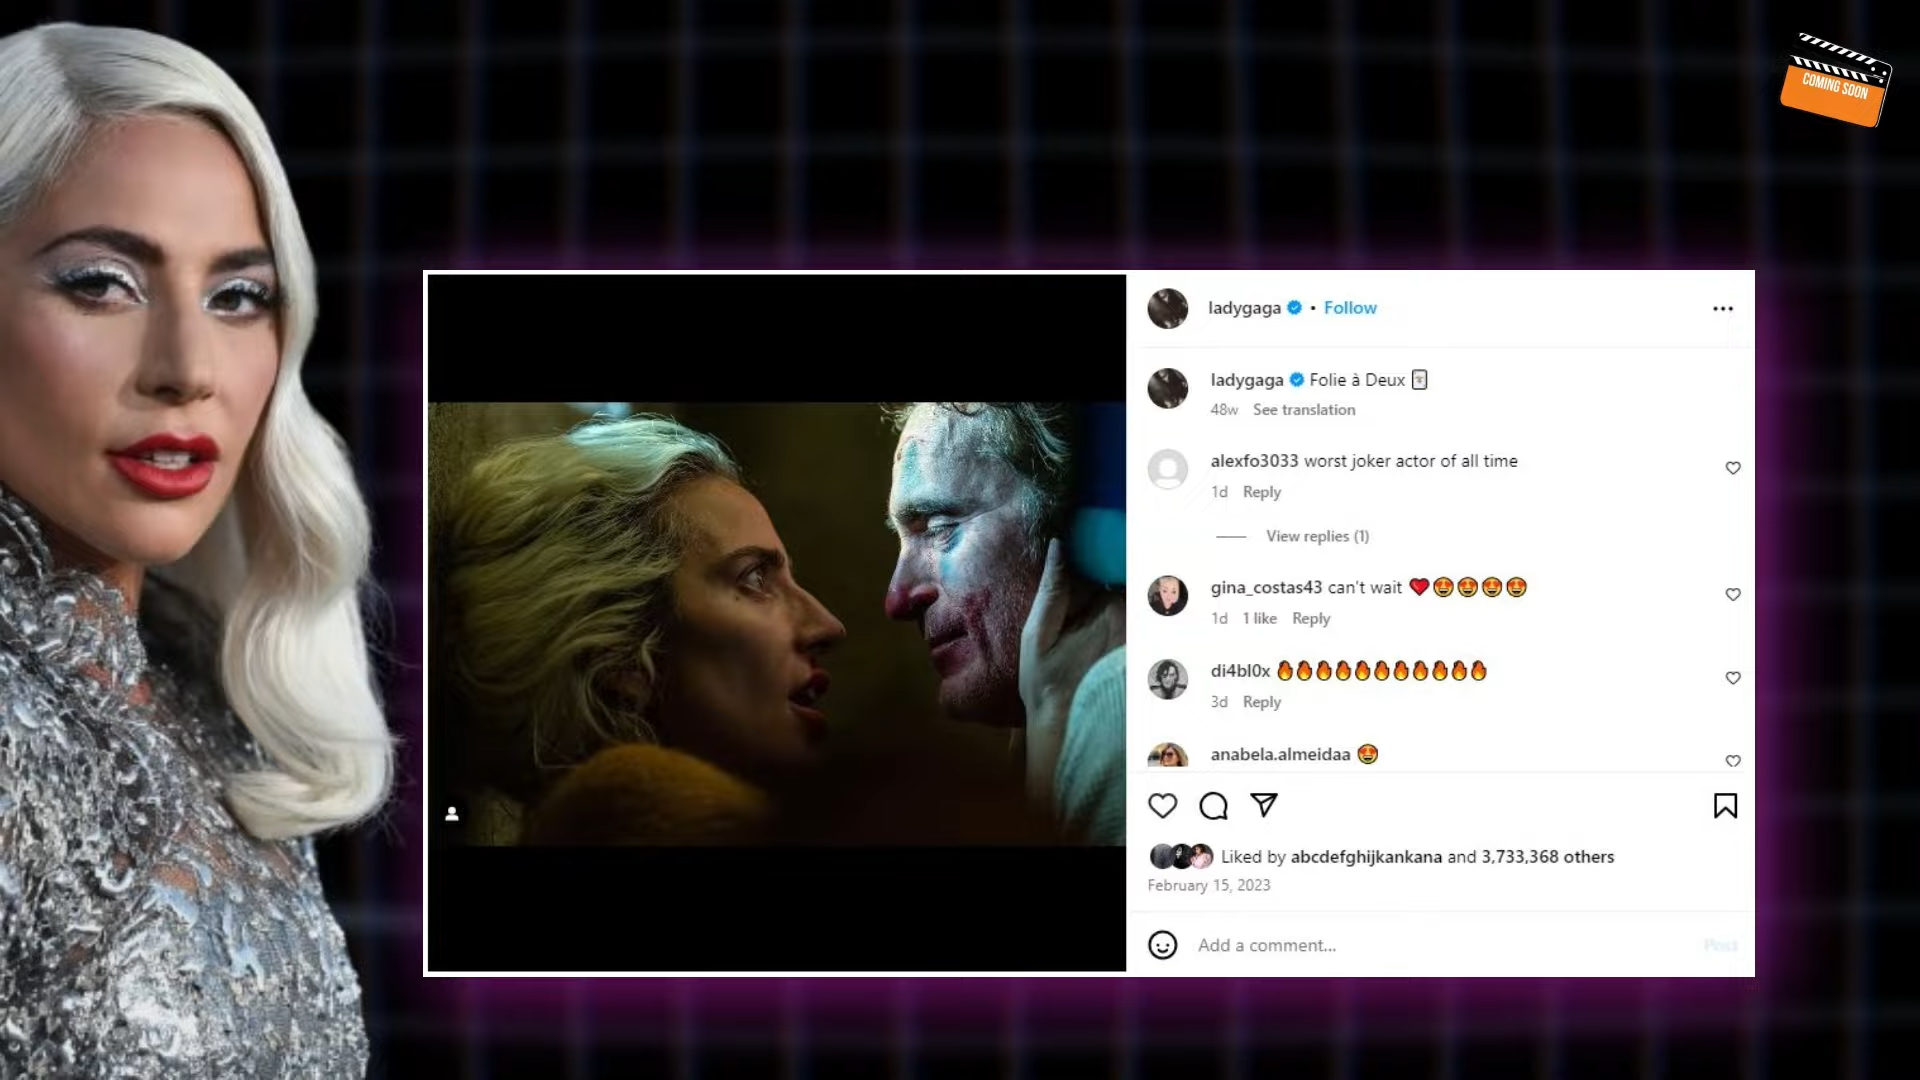 COMING SOON
ladygaga • Follow
ladygaga Folie à Deux 🃏
48w See translation
alexfo3033 worst joker actor of all time
1d Reply
View replies (1)
gina_costas43 can't wait ❤️😍😍😍😍
1d 1 like Reply
di4bl0x 🔥🔥🔥🔥🔥🔥🔥🔥🔥🔥🔥
3d Reply
anabela.almeidaa 😍
Liked by abcdefghijkankana and 3,733,368 others
February 15, 2023
Add a comment...
Post